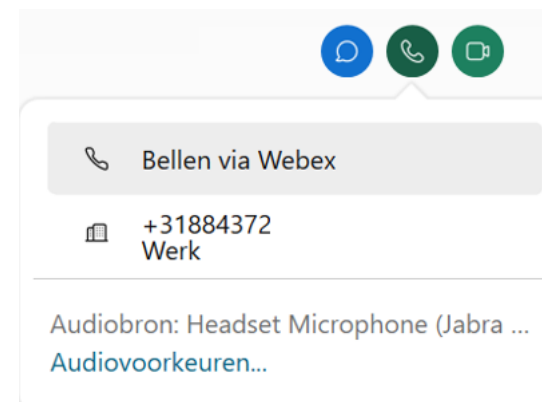 Bellen via Webex
+31884372
Werk
Audiobron: Headset Microphone (Jabra ...
Audiovoorkeuren...